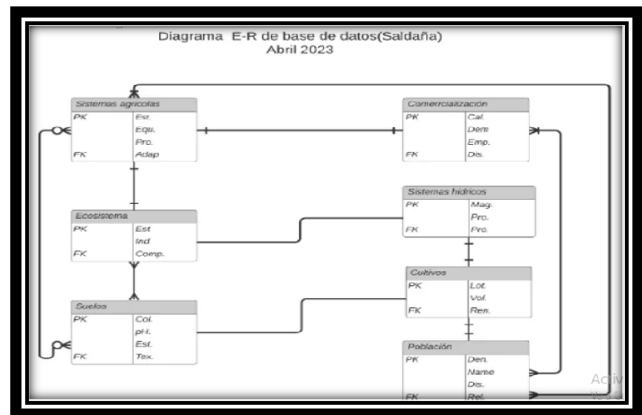 Diagrama E-R de base de datos(Saldaña)
Abril 2023
Sistemas agrícolas
PK Est.
Equ.
Pro.
FK Adap
Comerrcialización
PK Cal.
Dem
Emp.
FK Dis.
Ecosistema
PK Est
Ind
FK Comp.
Sistemas hídricos
PK Mag.
Pro.
FK Pro.
Suelos
PK Col.
pH.
Est.
FK Tex.
Cultivos
PK Lot.
Vol.
FK Ren.
Población
PK Den.
Name
Dis.
FK Rel.
Activ